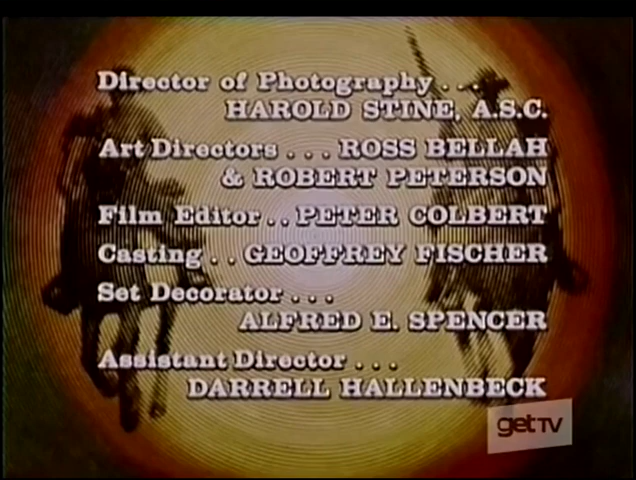 Director of Photography . . .
HAROLD STINE, A.S.C.
Art Directors . . . ROSS BELLAH
& ROBERT PETERSON
Film Editor . . PETER COLBERT
Casting . . GEOFFREY FISCHER
Set Decorator . . .
ALFRED E. SPENCER
Assistant Director . . .
DARRELL HALLENBECK
getTV